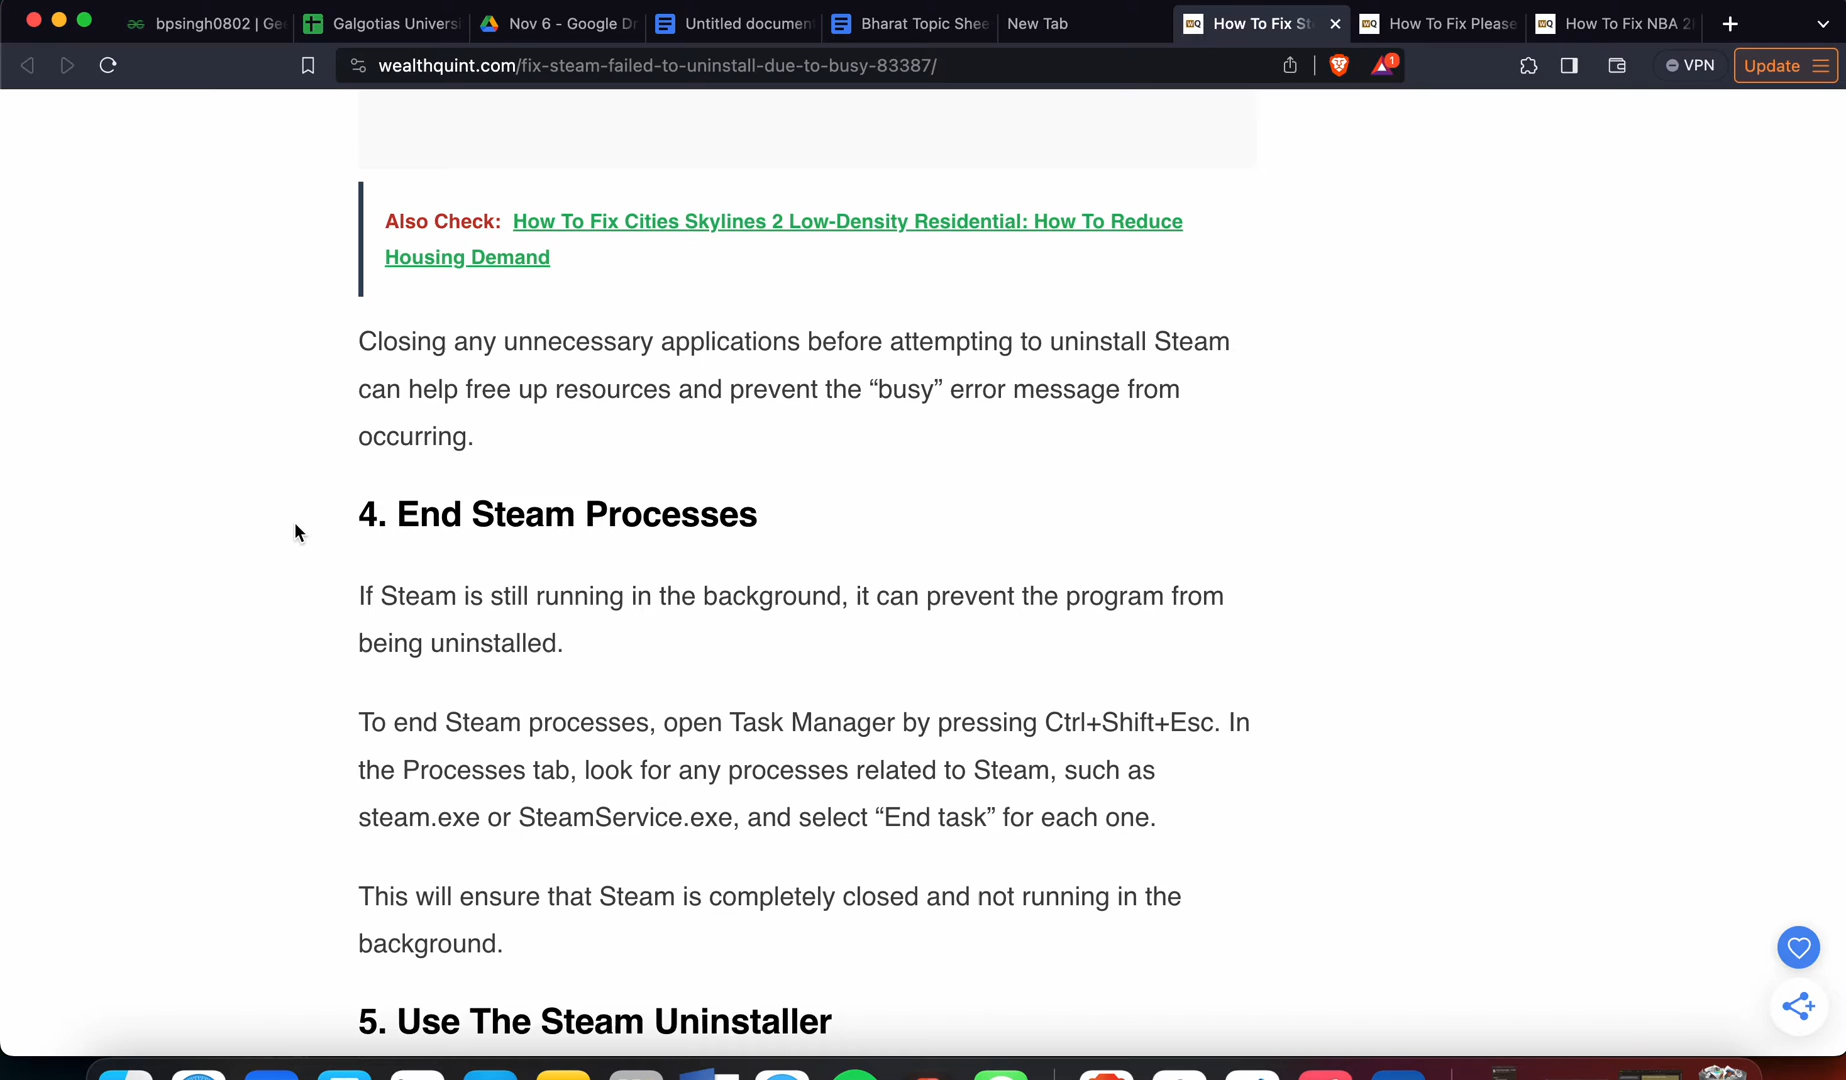 bpsingh0802 | Gee
Galgotias Universi
Nov 6 - Google Dr
Untitled documen
Bharat Topic Shee
New Tab
How To Fix St
How To Fix Please
How To Fix NBA 2
wealthquint.com/fix-steam-failed-to-uninstall-due-to-busy-83387/
1
VPN
Update
Also Check: How To Fix Cities Skylines 2 Low-Density Residential: How To Reduce
Housing Demand
Closing any unnecessary applications before attempting to uninstall Steam
can help free up resources and prevent the “busy” error message from
occurring.
4. End Steam Processes
If Steam is still running in the background, it can prevent the program from
being uninstalled.
To end Steam processes, open Task Manager by pressing Ctrl+Shift+Esc. In
the Processes tab, look for any processes related to Steam, such as
steam.exe or SteamService.exe, and select “End task” for each one.
This will ensure that Steam is completely closed and not running in the
background.
5. Use The Steam Uninstaller